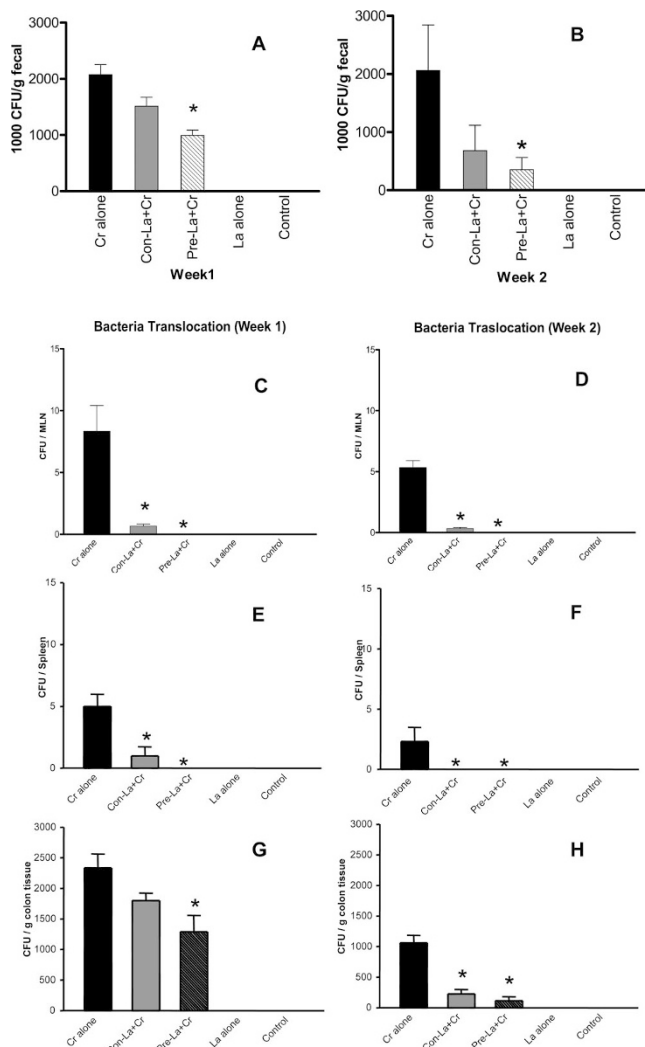 3000
2000
1000
0
1000 CFU/g fecal
A
*
Cr alone
Con-La+Cr
Pre-La+Cr
La alone
Control
Week1
3000
2000
1000
0
1000 CFU/g fecal
B
*
Cr alone
Con-La+Cr
Pre-La+Cr
La alone
Control
Week 2
Bacteria Translocation (Week 1)
15
10
5
0
CFU / MLN
C
*
*
Cr alone
Con-La+Cr
Pre-La+Cr
La alone
Control
Bacteria Traslocation (Week 2)
15
10
5
0
CFU / MLN
D
*
*
Cr alone
Con-La+Cr
Pre-La+Cr
La alone
Control
15
10
5
0
CFU / Spleen
E
*
*
Cr alone
Con-La+Cr
Pre-La+Cr
La alone
Control
15
10
5
0
CFU / Spleen
F
*
*
Cr alone
Con-La+Cr
Pre-La+Cr
La alone
Control
3000
2500
2000
1500
1000
500
0
CFU / g colon tissue
G
*
Cr alone
Con-La+Cr
Pre-La+Cr
La alone
Control
3000
2500
2000
1500
1000
500
0
CFU / g colon tissue
H
*
*
Cr alone
Con-La+Cr
Pre-La+Cr
La alone
Control